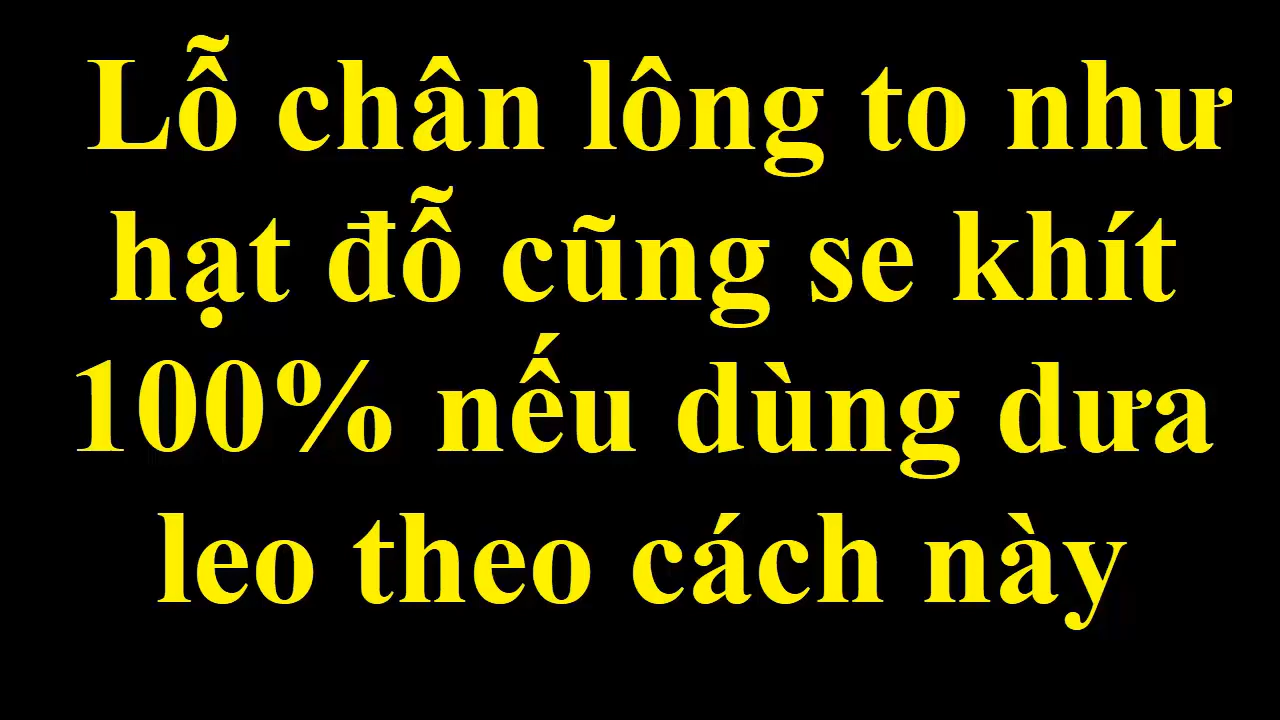 Lỗ chân lông to như
hạt đỗ cũng se khít
100% nếu dùng dưa
leo theo cách này